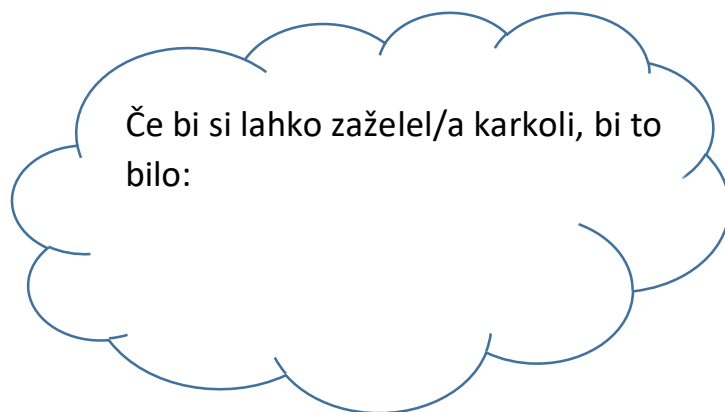 Če bi si lahko zaželel/a karkoli, bi to
bilo: